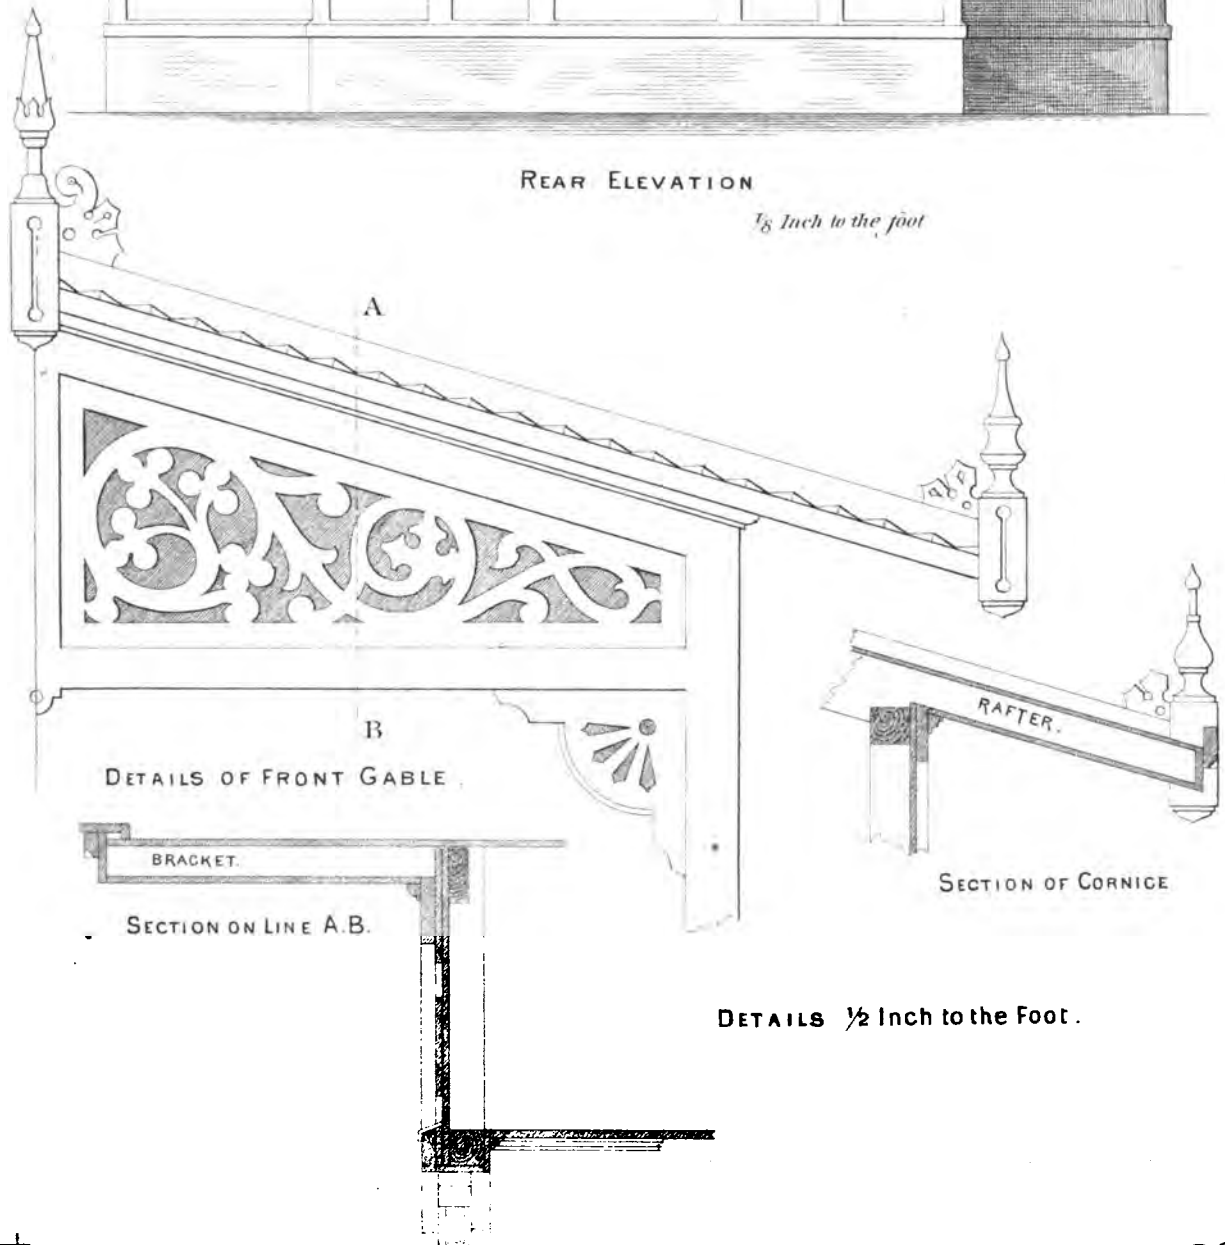 REAR ELEVATION
1/8 Inch to the foot
A
B
DETAILS OF FRONT GABLE.
RAFTER.
BRACKET.
SECTION OF CORNICE
SECTION ON LINE A.B.
DETAILS ½ Inch to the Foot.